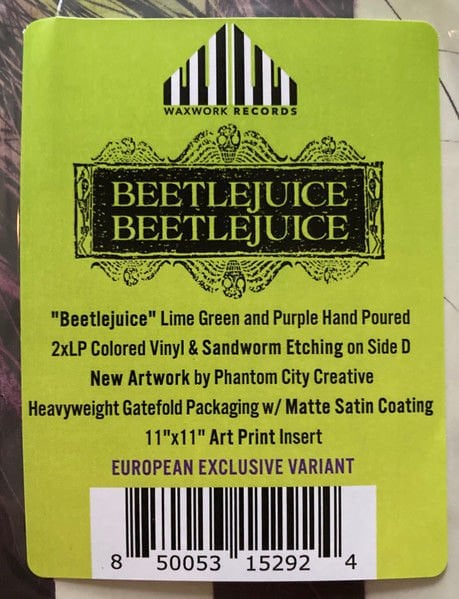 WAXWORK RECORDS
BEETLEJUICE
BEETLEJUICE
"Beetlejuice" Lime Green and Purple Hand Poured
2xLP Colored Vinyl & Sandworm Etching on Side D
New Artwork by Phantom City Creative
Heavyweight Gatefold Packaging w/ Matte Satin Coating
11"x11" Art Print Insert
EUROPEAN EXCLUSIVE VARIANT
8 50053 15292 4